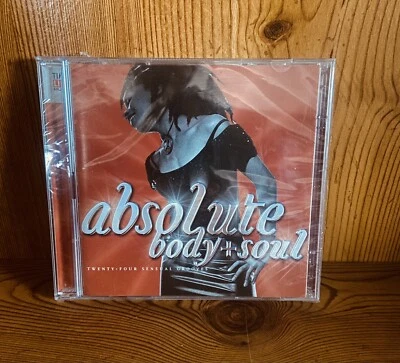 absolute
body + soul
TWENTY-FOUR SENSUAL GROOVES